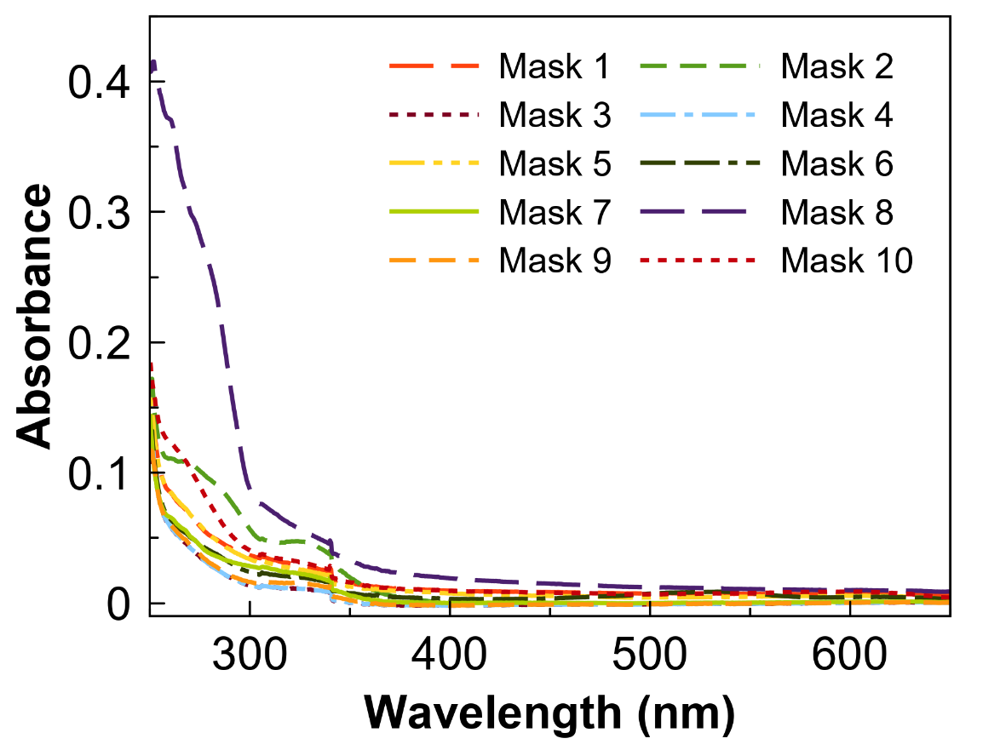 0.4
0.3
0.2
0.1
0
Absorbance
Mask 1 Mask 2
Mask 3 Mask 4
Mask 5 Mask 6
Mask 7 Mask 8
Mask 9 Mask 10
300 400 500 600
Wavelength (nm)